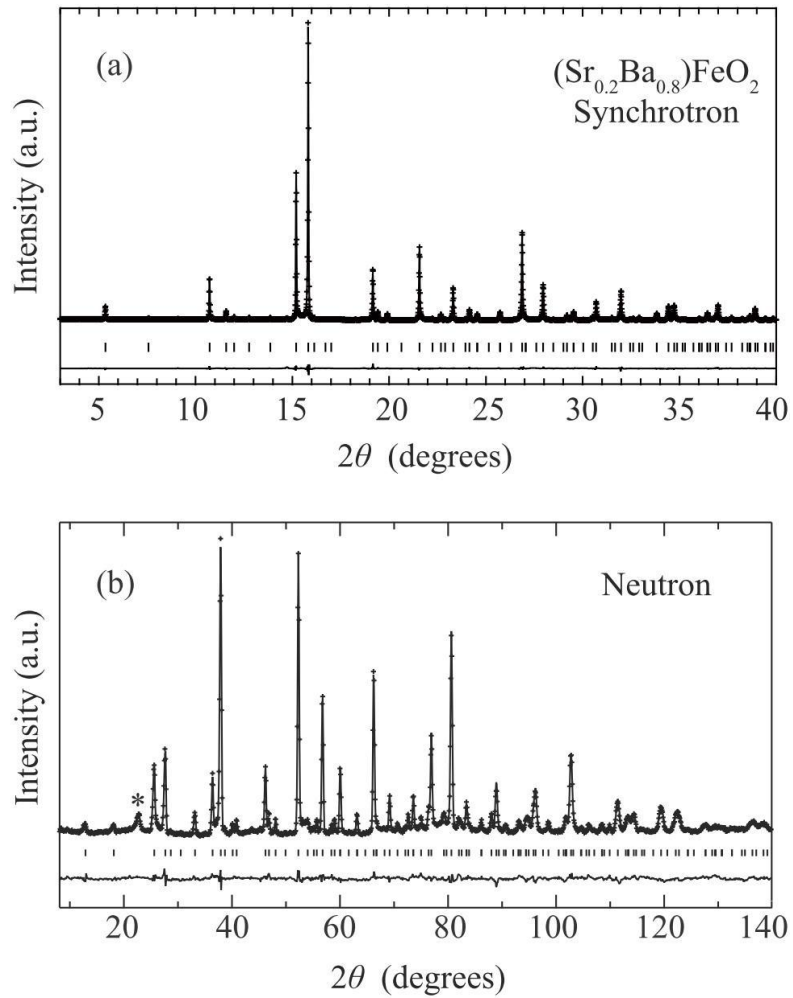 (a)
(Sr₀.₂Ba₀.₈)FeO₂
Synchrotron
Intensity (a.u.)
5 10 15 20 25 30 35 40
2θ (degrees)
(b)
Neutron
Intensity (a.u.)
*
20 40 60 80 100 120 140
2θ (degrees)